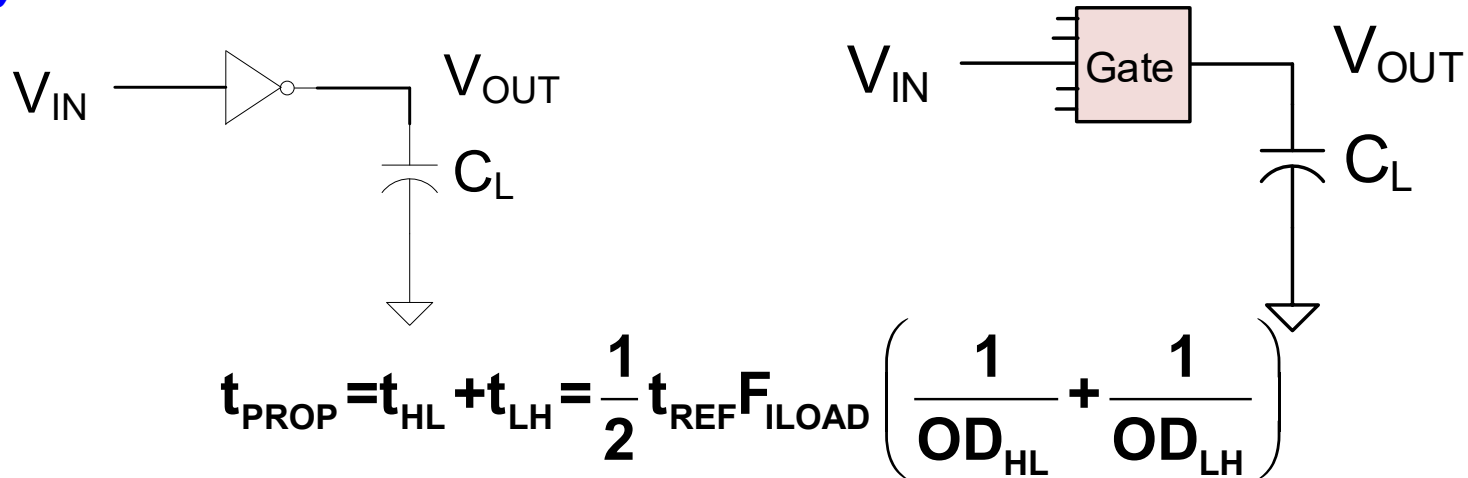 V_IN V_OUT C_L
V_IN Gate V_OUT C_L
t_PROP = t_HL + t_LH = 1/2 t_REF F_ILOAD ( 1/OD_HL + 1/OD_LH )